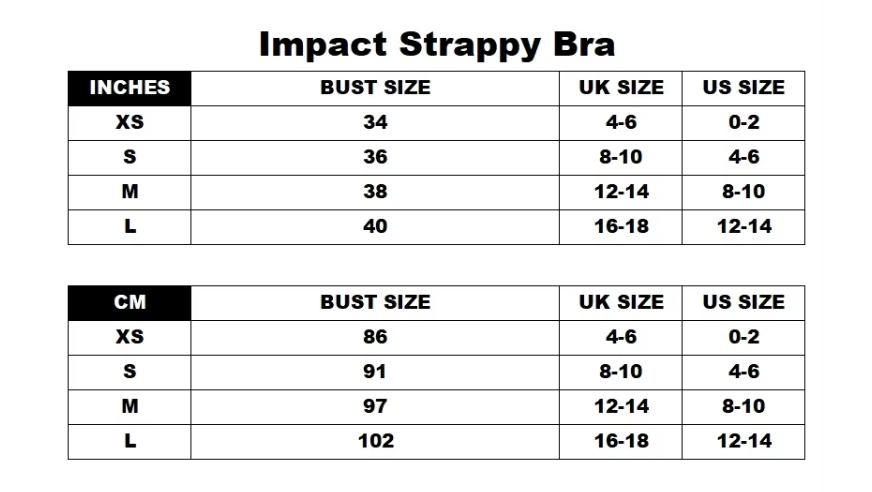 Impact Strappy Bra
INCHES BUST SIZE UK SIZE US SIZE
XS 34 4-6 0-2
S 36 8-10 4-6
M 38 12-14 8-10
L 40 16-18 12-14
CM BUST SIZE UK SIZE US SIZE
XS 86 4-6 0-2
S 91 8-10 4-6
M 97 12-14 8-10
L 102 16-18 12-14